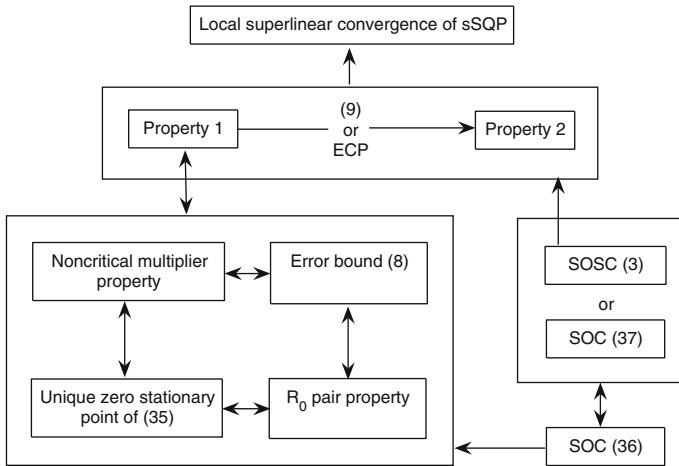 Local superlinear convergence of sSQP
(9)
Property 1
or
Property 2
ECP
Noncritical multiplier
property
Error bound (8)
SOSC (3)
or
SOC (37)
Unique zero stationary
point of (35)
R0 pair property
SOC (36)